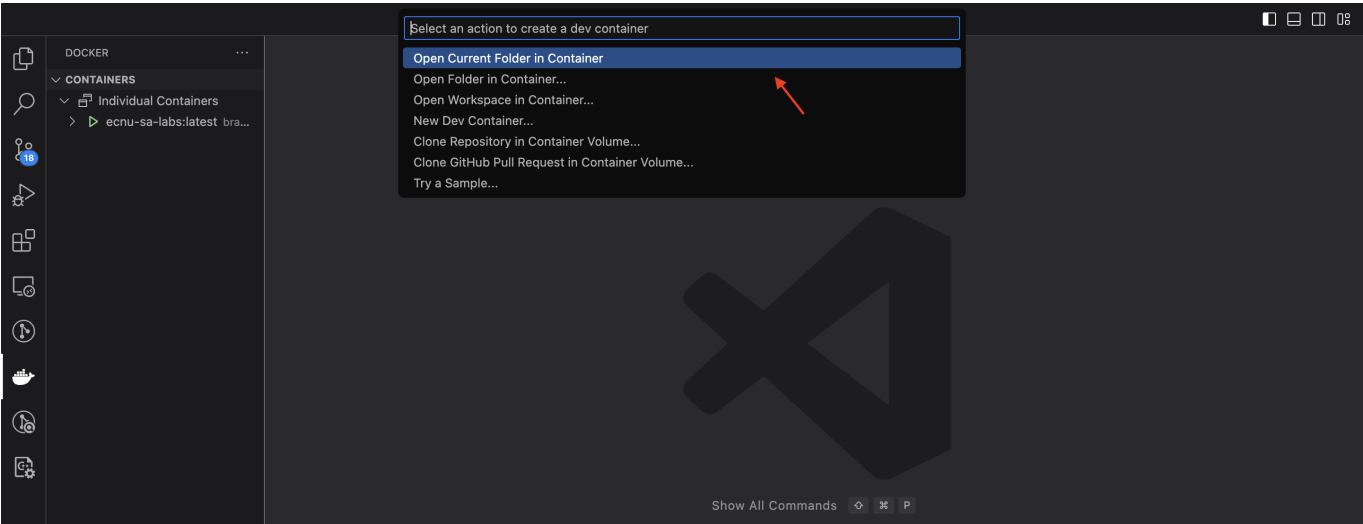 Select an action to create a dev container
Open Current Folder in Container
Open Folder in Container...
Open Workspace in Container...
New Dev Container...
Clone Repository in Container Volume...
Clone GitHub Pull Request in Container Volume...
Try a Sample...
DOCKER
CONTAINERS
Individual Containers
ecnu-sa-labs:latest bra...
18
Show All Commands ⇧ ⌘ P